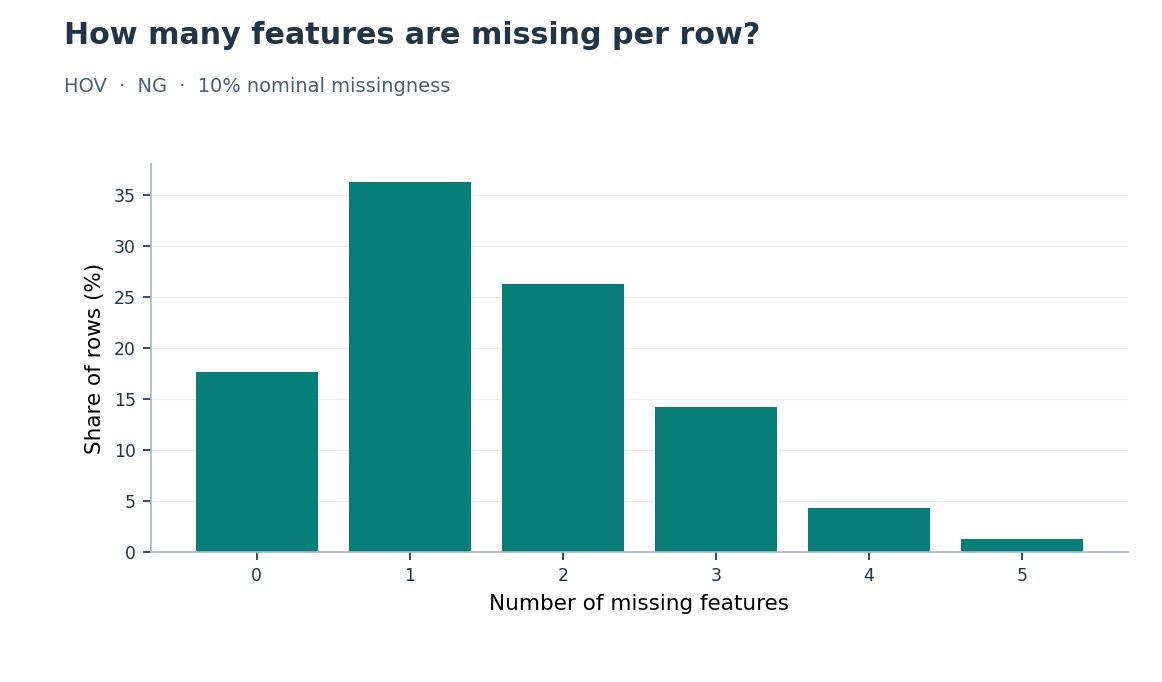 How many features are missing per row?
HOV · NG · 10% nominal missingness
Share of rows (%)
35
30
25
20
15
10
5
0
0 1 2 3 4 5
Number of missing features